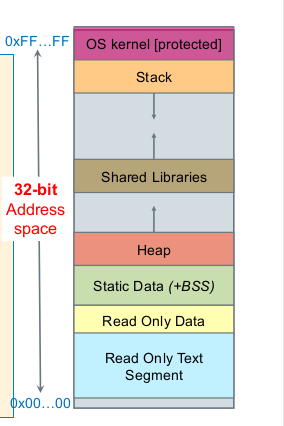 0xFF…FF
OS kernel [protected]
Stack
Shared Libraries
32-bit
Address
space
Heap
Static Data (+BSS)
Read Only Data
Read Only Text
Segment
0x00…00